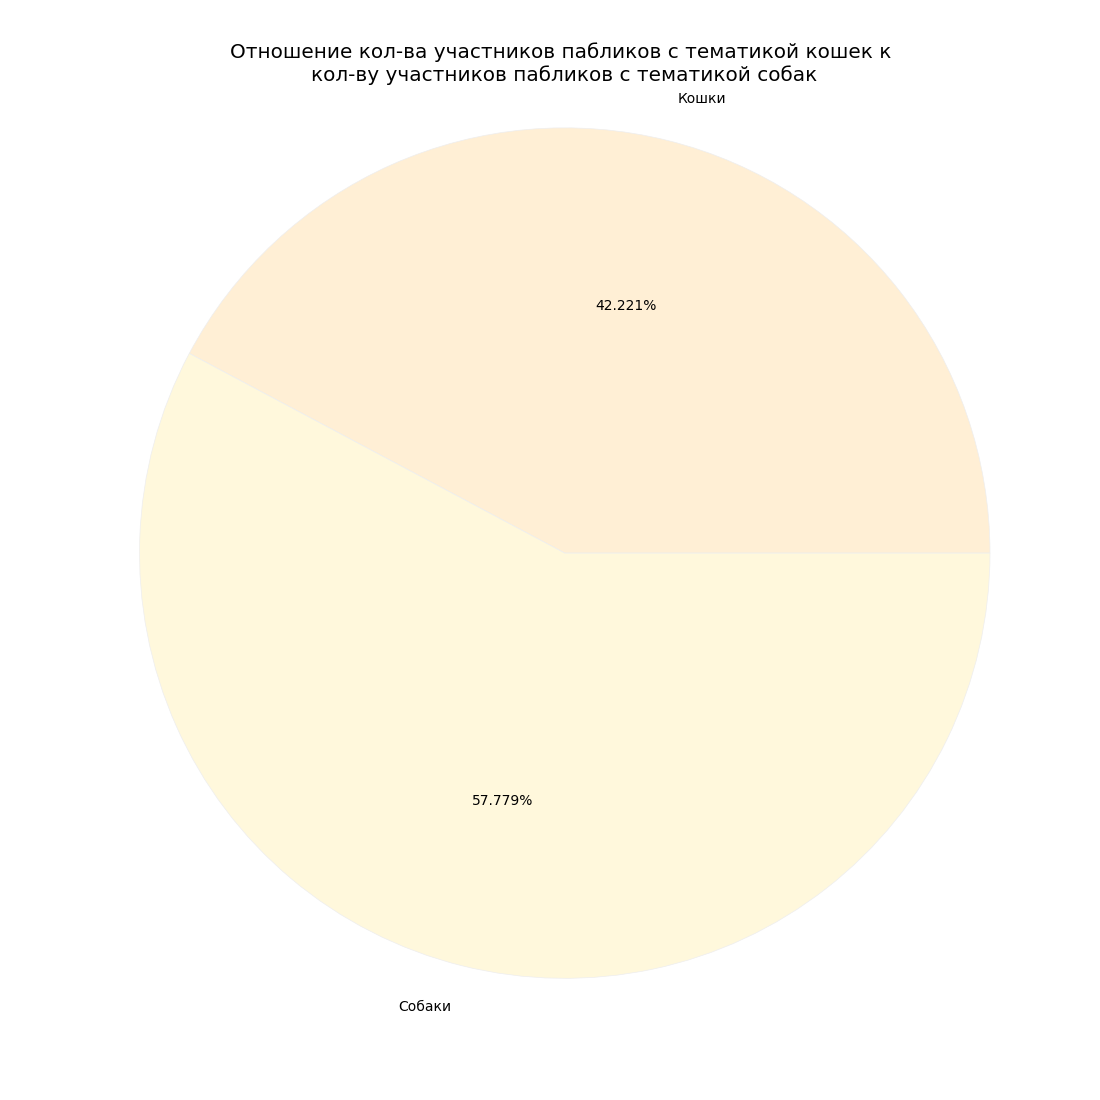 Отношение кол-ва участников пабликов с тематикой кошек к
кол-ву участников пабликов с тематикой собак
Кошки
42.221%
57.779%
Собаки